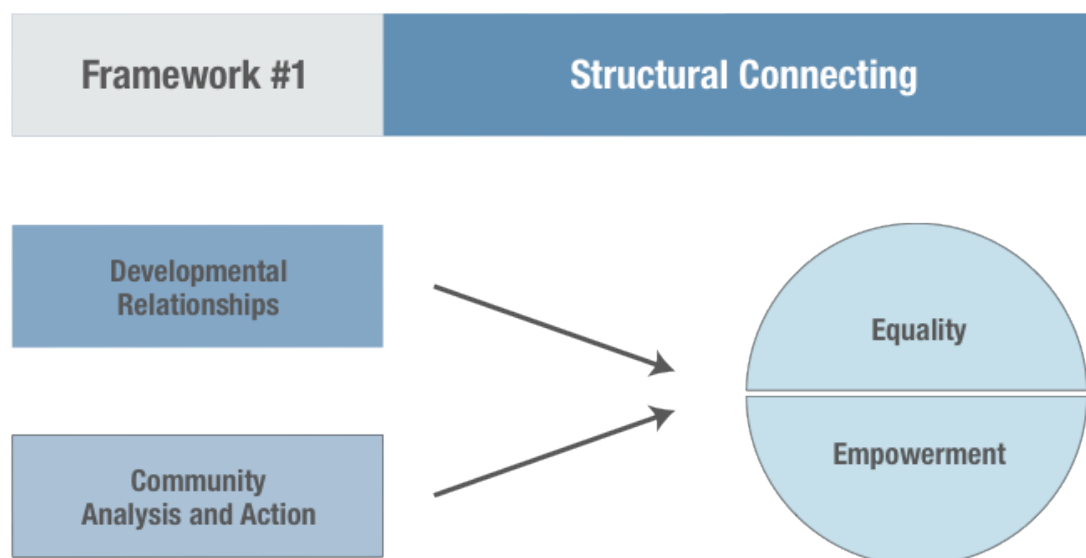 Framework #1
Structural Connecting
Developmental
Relationships
Equality
Empowerment
Community
Analysis and Action